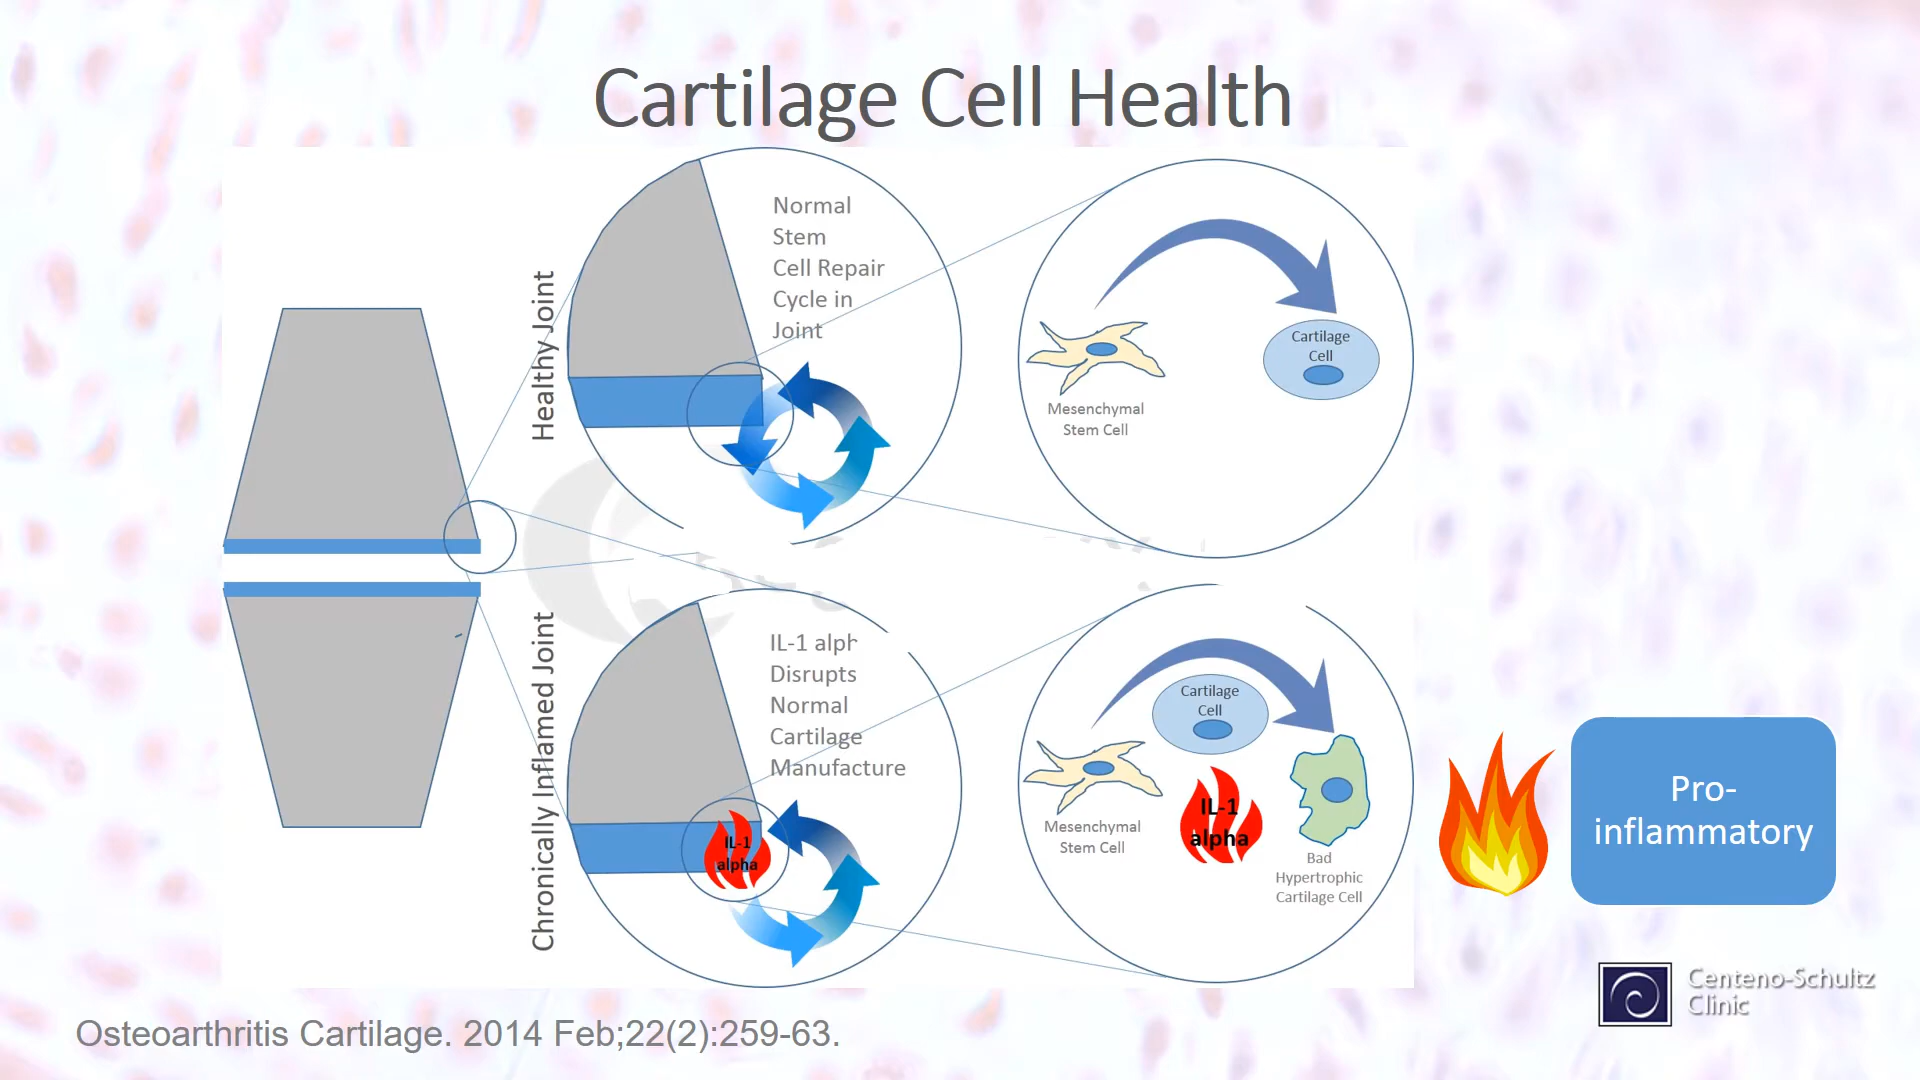 Cartilage Cell Health
Healthy Joint
Normal
Stem
Cell Repair
Cycle in
Joint
Mesenchymal
Stem Cell
Cartilage
Cell
Chronically Inflamed Joint
IL-1 alph
Disrupts
Normal
Cartilage
Manufacture
IL-1
alpha
Mesenchymal
Stem Cell
Cartilage
Cell
IL-1
alpha
Bad
Hypertrophic
Cartilage Cell
Pro-
inflammatory
Centeno-Schultz
Clinic
Osteoarthritis Cartilage. 2014 Feb;22(2):259-63.